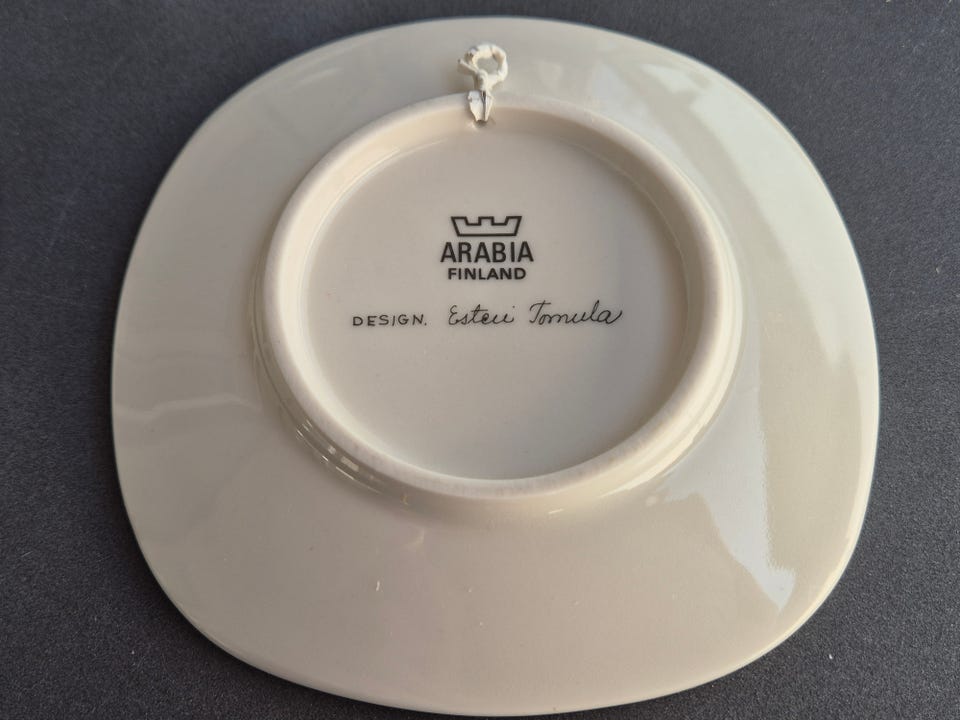 ARABIA
FINLAND
DESIGN. Esteri Tomula